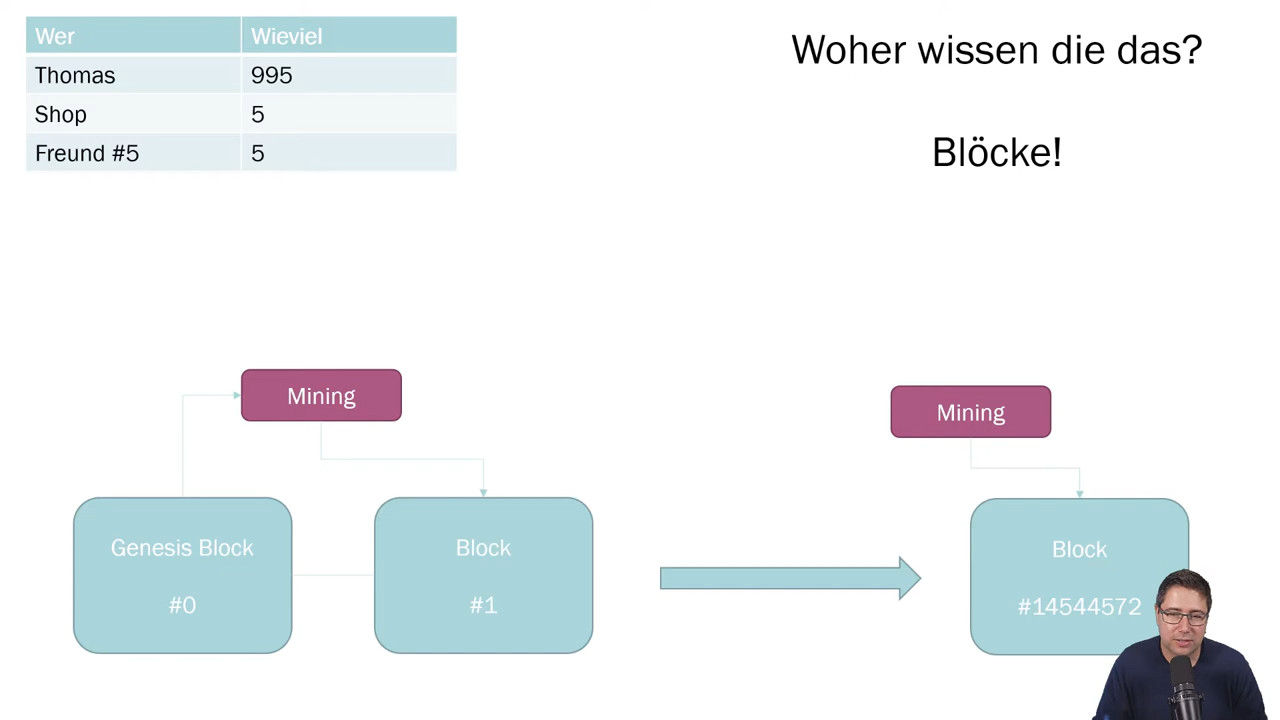 Wer Wieviel
Thomas 995
Shop 5
Freund #5 5
Woher wissen die das?
Blöcke!
Mining
Mining
Genesis Block
#0
Block
#1
Block
#14544572